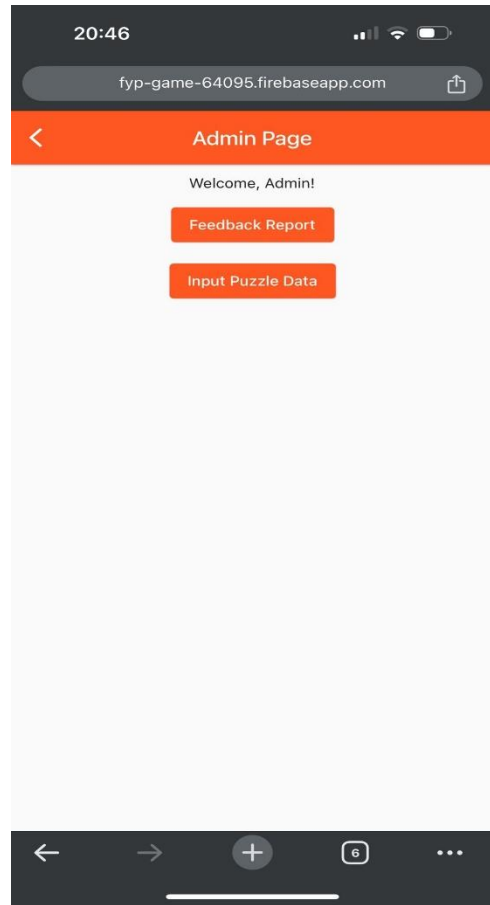 20:46
fyp-game-64095.firebaseapp.com
Admin Page
Welcome, Admin!
Feedback Report
Input Puzzle Data
6